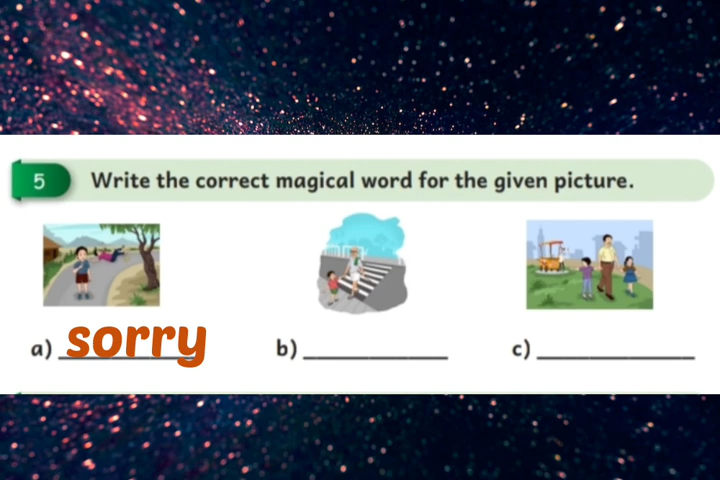 5 Write the correct magical word for the given picture.
a) sorry b) c)